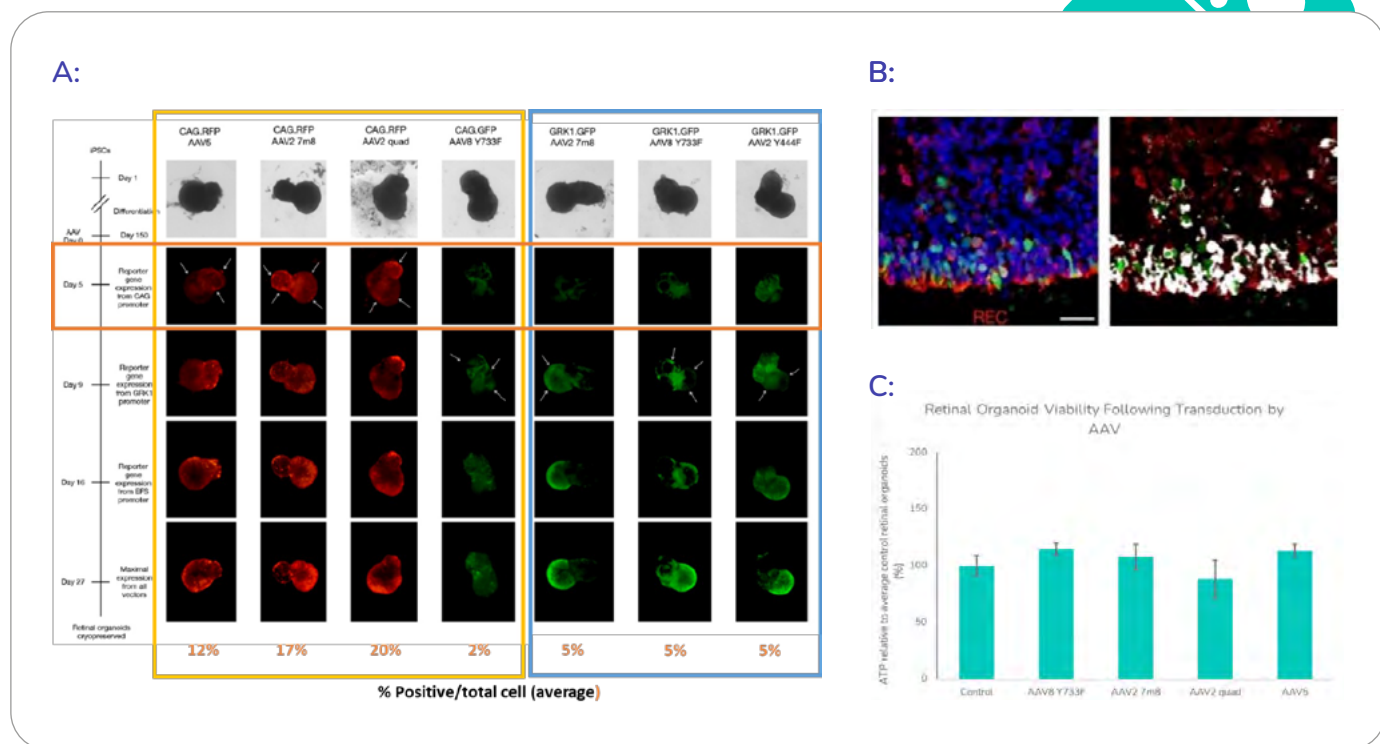 A:
CAG.RFP
AAV5
CAG.RFP
AAV2 7m8
CAG.RFP
AAV2 quad
CAG.GFP
AAV8 Y733F
GRK1.GFP
AAV2 7m8
GRK1.GFP
AAV8 Y733F
GRK1.GFP
AAV2 Y444F
iPSCs
Day 1
Differentiation
AAV
Day 0
Day 150
Day 5
Reporter
gene
expression
from CAG
promoter
Day 9
Reporter
gene
expression
from GRK1
promoter
Day 16
Reporter
gene
expression
from EFS
promoter
Day 27
Maximal
expression
from all
vectors
Retinal organoids
cryopreserved
12%
17%
20%
2%
5%
5%
5%
% Positive/total cell (average)
B:
REC
C:
Retinal Organoid Viability Following Transduction by
AAV
ATP relative to average control retinal organoids
(%)
200
150
100
50
0
Control
AAV8 Y733F
AAV2 7m8
AAV2 quad
AAV5